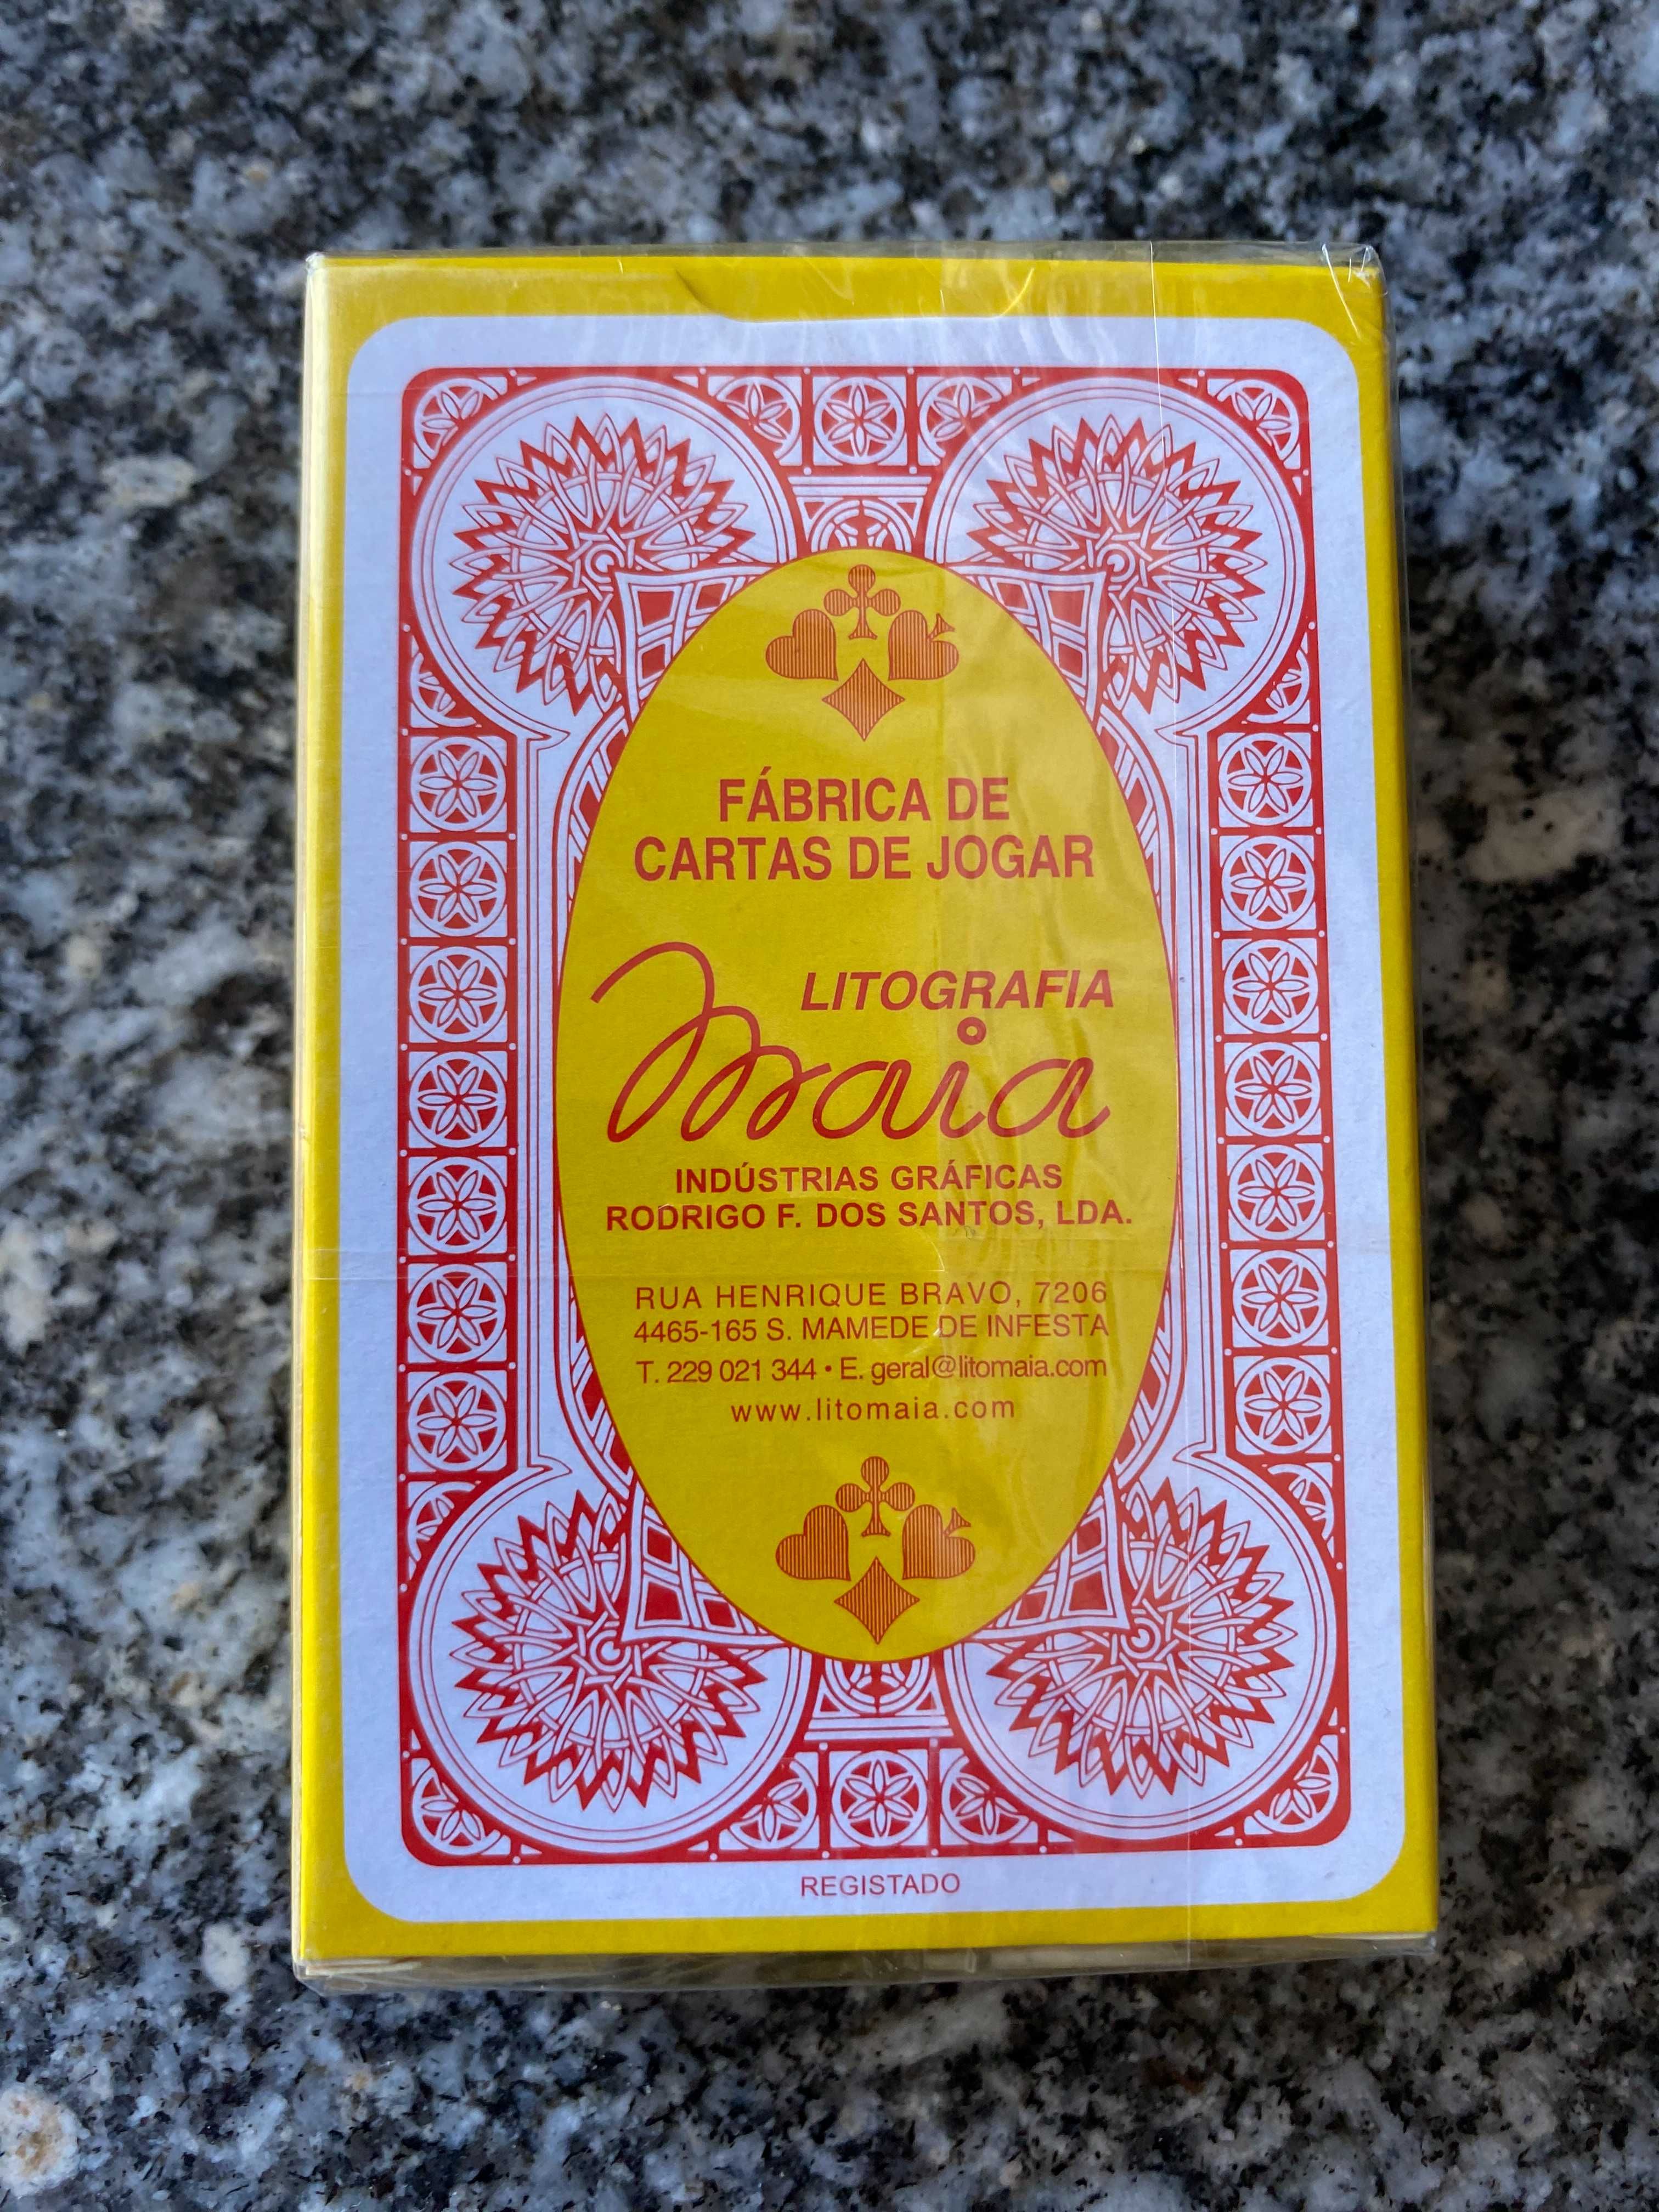 FÁBRICA DE
CARTAS DE JOGAR
LITOGRAFIA
Maia
INDÚSTRIAS GRÁFICAS
RODRIGO F. DOS SANTOS, LDA.
RUA HENRIQUE BRAVO, 7206
4465-165 S. MAMEDE DE INFESTA
T. 229 021 344 • E. geral@litomaia.com
www.litomaia.com
REGISTADO